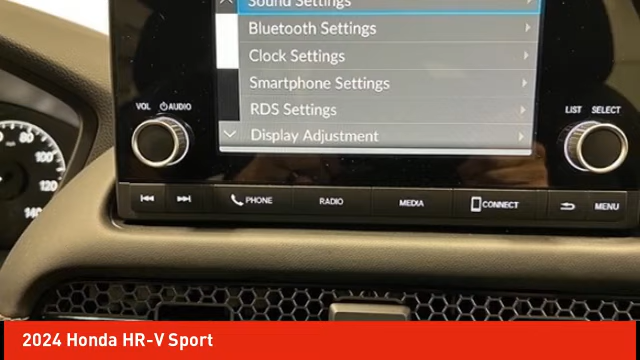 Sound Settings
Bluetooth Settings
Clock Settings
Smartphone Settings
RDS Settings
Display Adjustment
VOL AUDIO
LIST SELECT
PHONE RADIO MEDIA CONNECT MENU
80
100
120
140
2024 Honda HR-V Sport